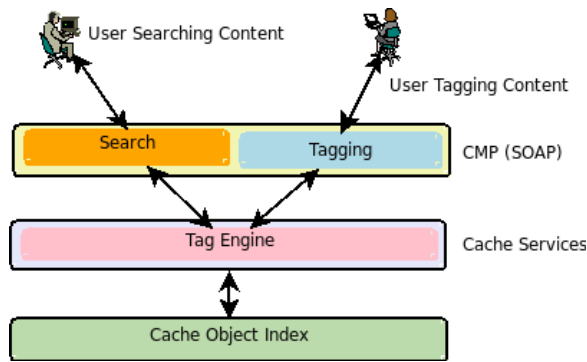 User Searching Content
User Tagging Content
Search
Tagging
CMP (SOAP)
Tag Engine
Cache Services
Cache Object Index